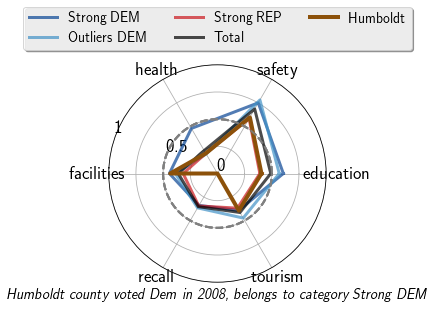 Strong DEM Strong REP Humboldt
Outliers DEM Total
health safety
1
0.5
0
facilities education
recall tourism
Humboldt county voted Dem in 2008, belongs to category Strong DEM